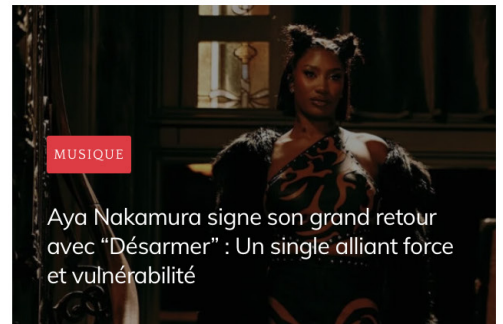 MUSIQUE
Aya Nakamura signe son grand retour
avec “Désarmer” : Un single alliant force
et vulnérabilité